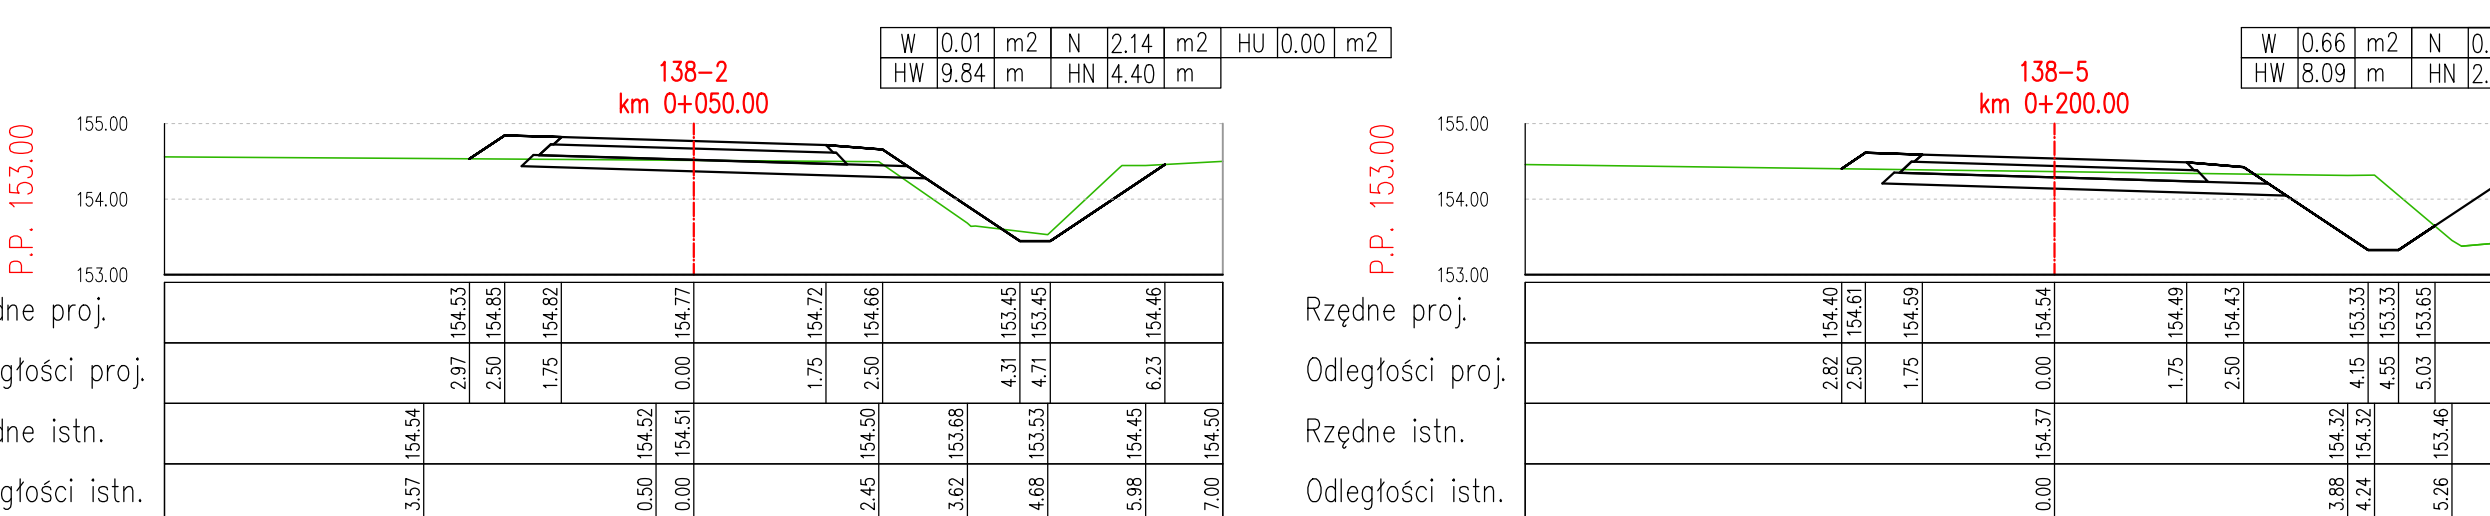 W 0.01 m2 N 2.14 m2 HU 0.00 m2
HW 9.84 m HN 4.40 m
138-2
km 0+050.00
P.P. 153.00
155.00
154.00
153.00
dne proj. 154.53 154.85 154.82 154.77 154.72 154.66 153.45 153.45 154.46
głości proj. 2.97 2.50 1.75 0.00 1.75 2.50 4.31 4.71 6.23
dne istn. 154.54 154.52 154.51 154.50 153.68 153.53 154.45 154.50
głości istn. 3.57 0.50 0.00 2.45 3.62 4.68 5.98 7.00
W 0.66 m2 N 0.
HW 8.09 m HN 2.
138-5
km 0+200.00
P.P. 153.00
155.00
154.00
153.00
Rzędne proj. 154.40 154.61 154.59 154.54 154.49 154.43 153.33 153.33 153.65
Odległości proj. 2.82 2.50 1.75 0.00 1.75 2.50 4.15 4.55 5.03
Rzędne istn. 154.37 154.32 154.32 153.46
Odległości istn. 0.00 3.88 4.24 5.26